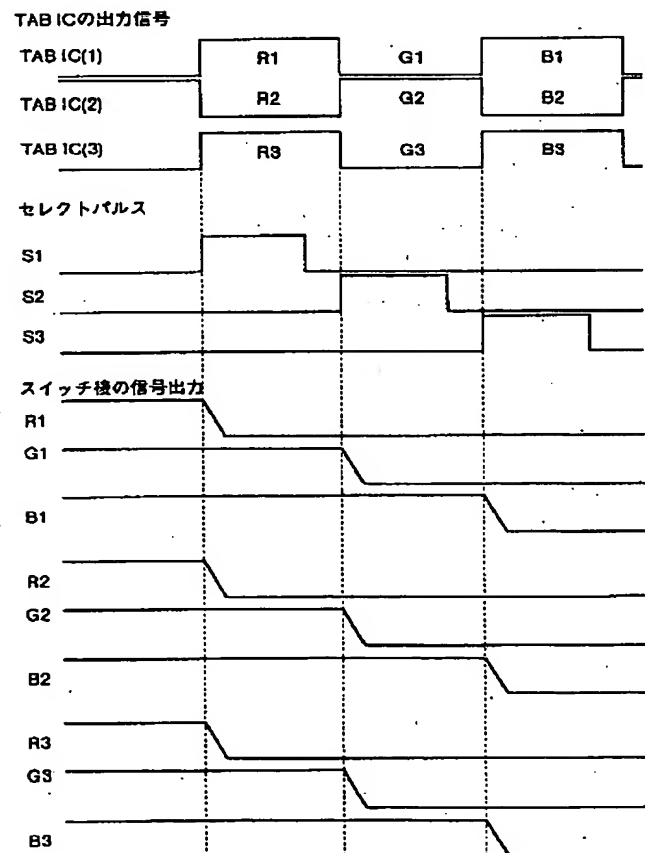 TAB ICの出力信号
TAB IC(1) R1 G1 B1
TAB IC(2) R2 G2 B2
TAB IC(3) R3 G3 B3
セレクトパルス
S1
S2
S3
スイッチ後の信号出力
R1
G1
B1
R2
G2
B2
R3
G3
B3